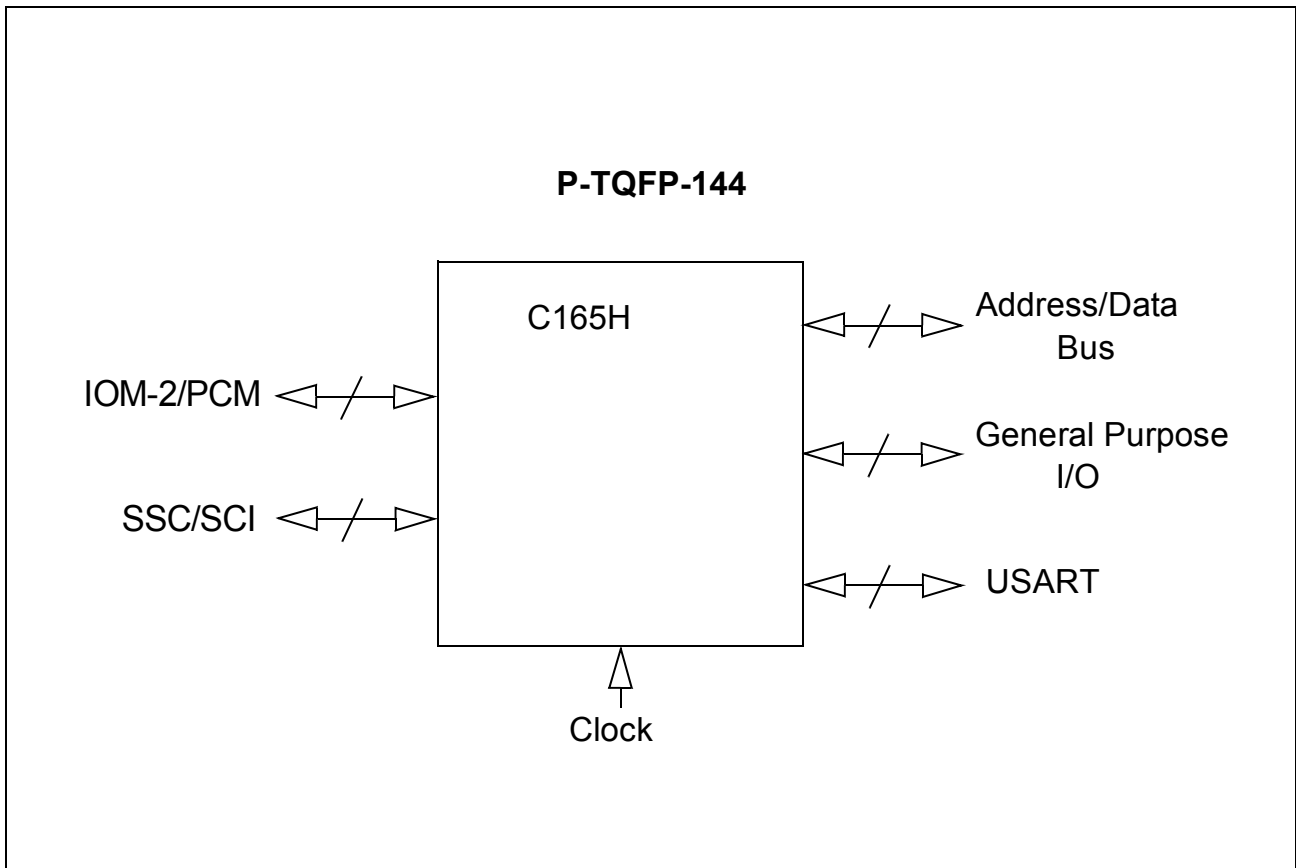 P-TQFP-144
C165H
IOM-2/PCM
SSC/SCI
Address/Data
Bus
General Purpose
I/O
USART
Clock